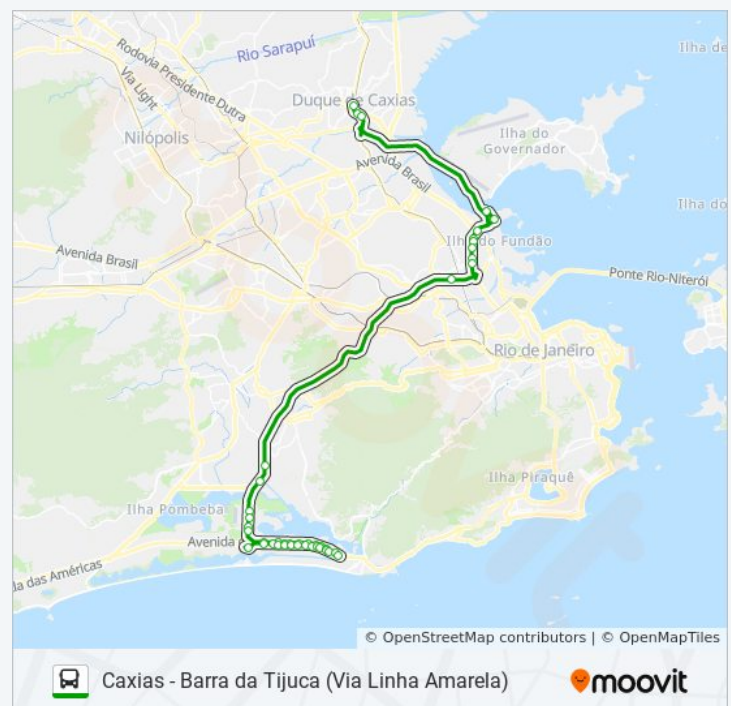 Rio Sarapuí
Ilha de
Rodovia Presidente Dutra
Via Light
Duque de Caxias
Nilópolis
Ilha do
Governador
Avenida Brasil
Ilha do
Avenida Brasil
Ilha do Fundão
Ponte Rio-Niterói
Rio de Janeiro
Ilha Piraquê
Ilha Pombeba
Avenida
da das Américas
© OpenStreetMap contributors | © OpenMapTiles
Caxias - Barra da Tijuca (Via Linha Amarela)
moovit